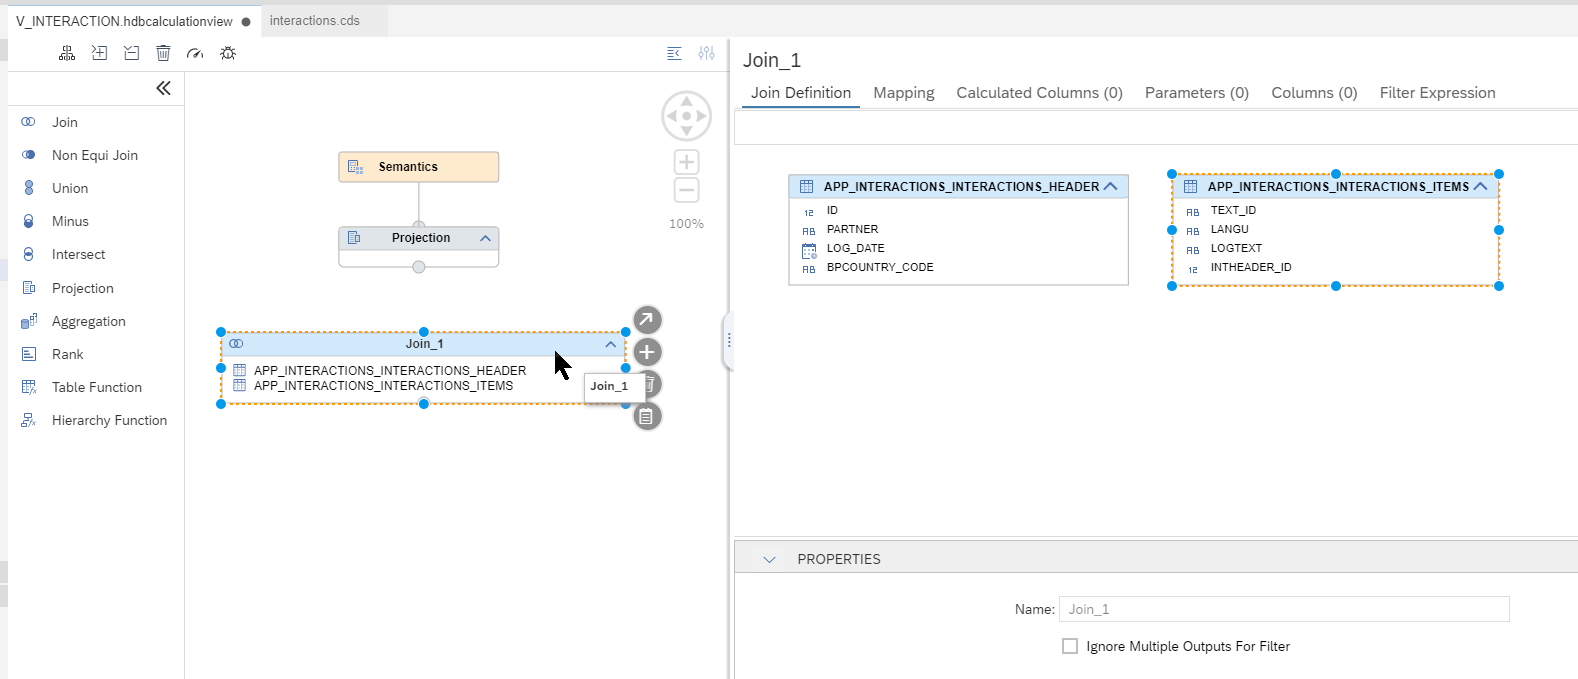 V_INTERACTION.hdbcalculationview
interactions.cds
Join
Non Equi Join
Union
Minus
Intersect
Projection
Aggregation
Rank
Table Function
Hierarchy Function
Semantics
Projection
100%
Join_1
APP_INTERACTIONS_INTERACTIONS_HEADER
APP_INTERACTIONS_INTERACTIONS_ITEMS
Join_1
Join_1
Join Definition Mapping Calculated Columns (0) Parameters (0) Columns (0) Filter Expression
APP_INTERACTIONS_INTERACTIONS_HEADER
12 ID
AB PARTNER
LOG_DATE
AB BPCOUNTRY_CODE
APP_INTERACTIONS_INTERACTIONS_ITEMS
AB TEXT_ID
AB LANGU
AB LOGTEXT
12 INTHEADER_ID
PROPERTIES
Name: Join_1
Ignore Multiple Outputs For Filter